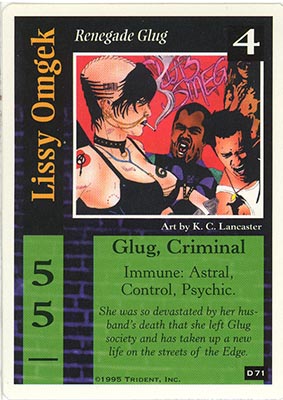 Renegade Glug
4
Lissy Omgek
Art by K. C. Lancaster
Glug, Criminal
Immune: Astral,
Control, Psychic.
She was so devastated by her hus-
band's death that she left Glug
society and has taken up a new
life on the streets of the Edge.
5
5
©1995 TRIDENT, INC.
D 71